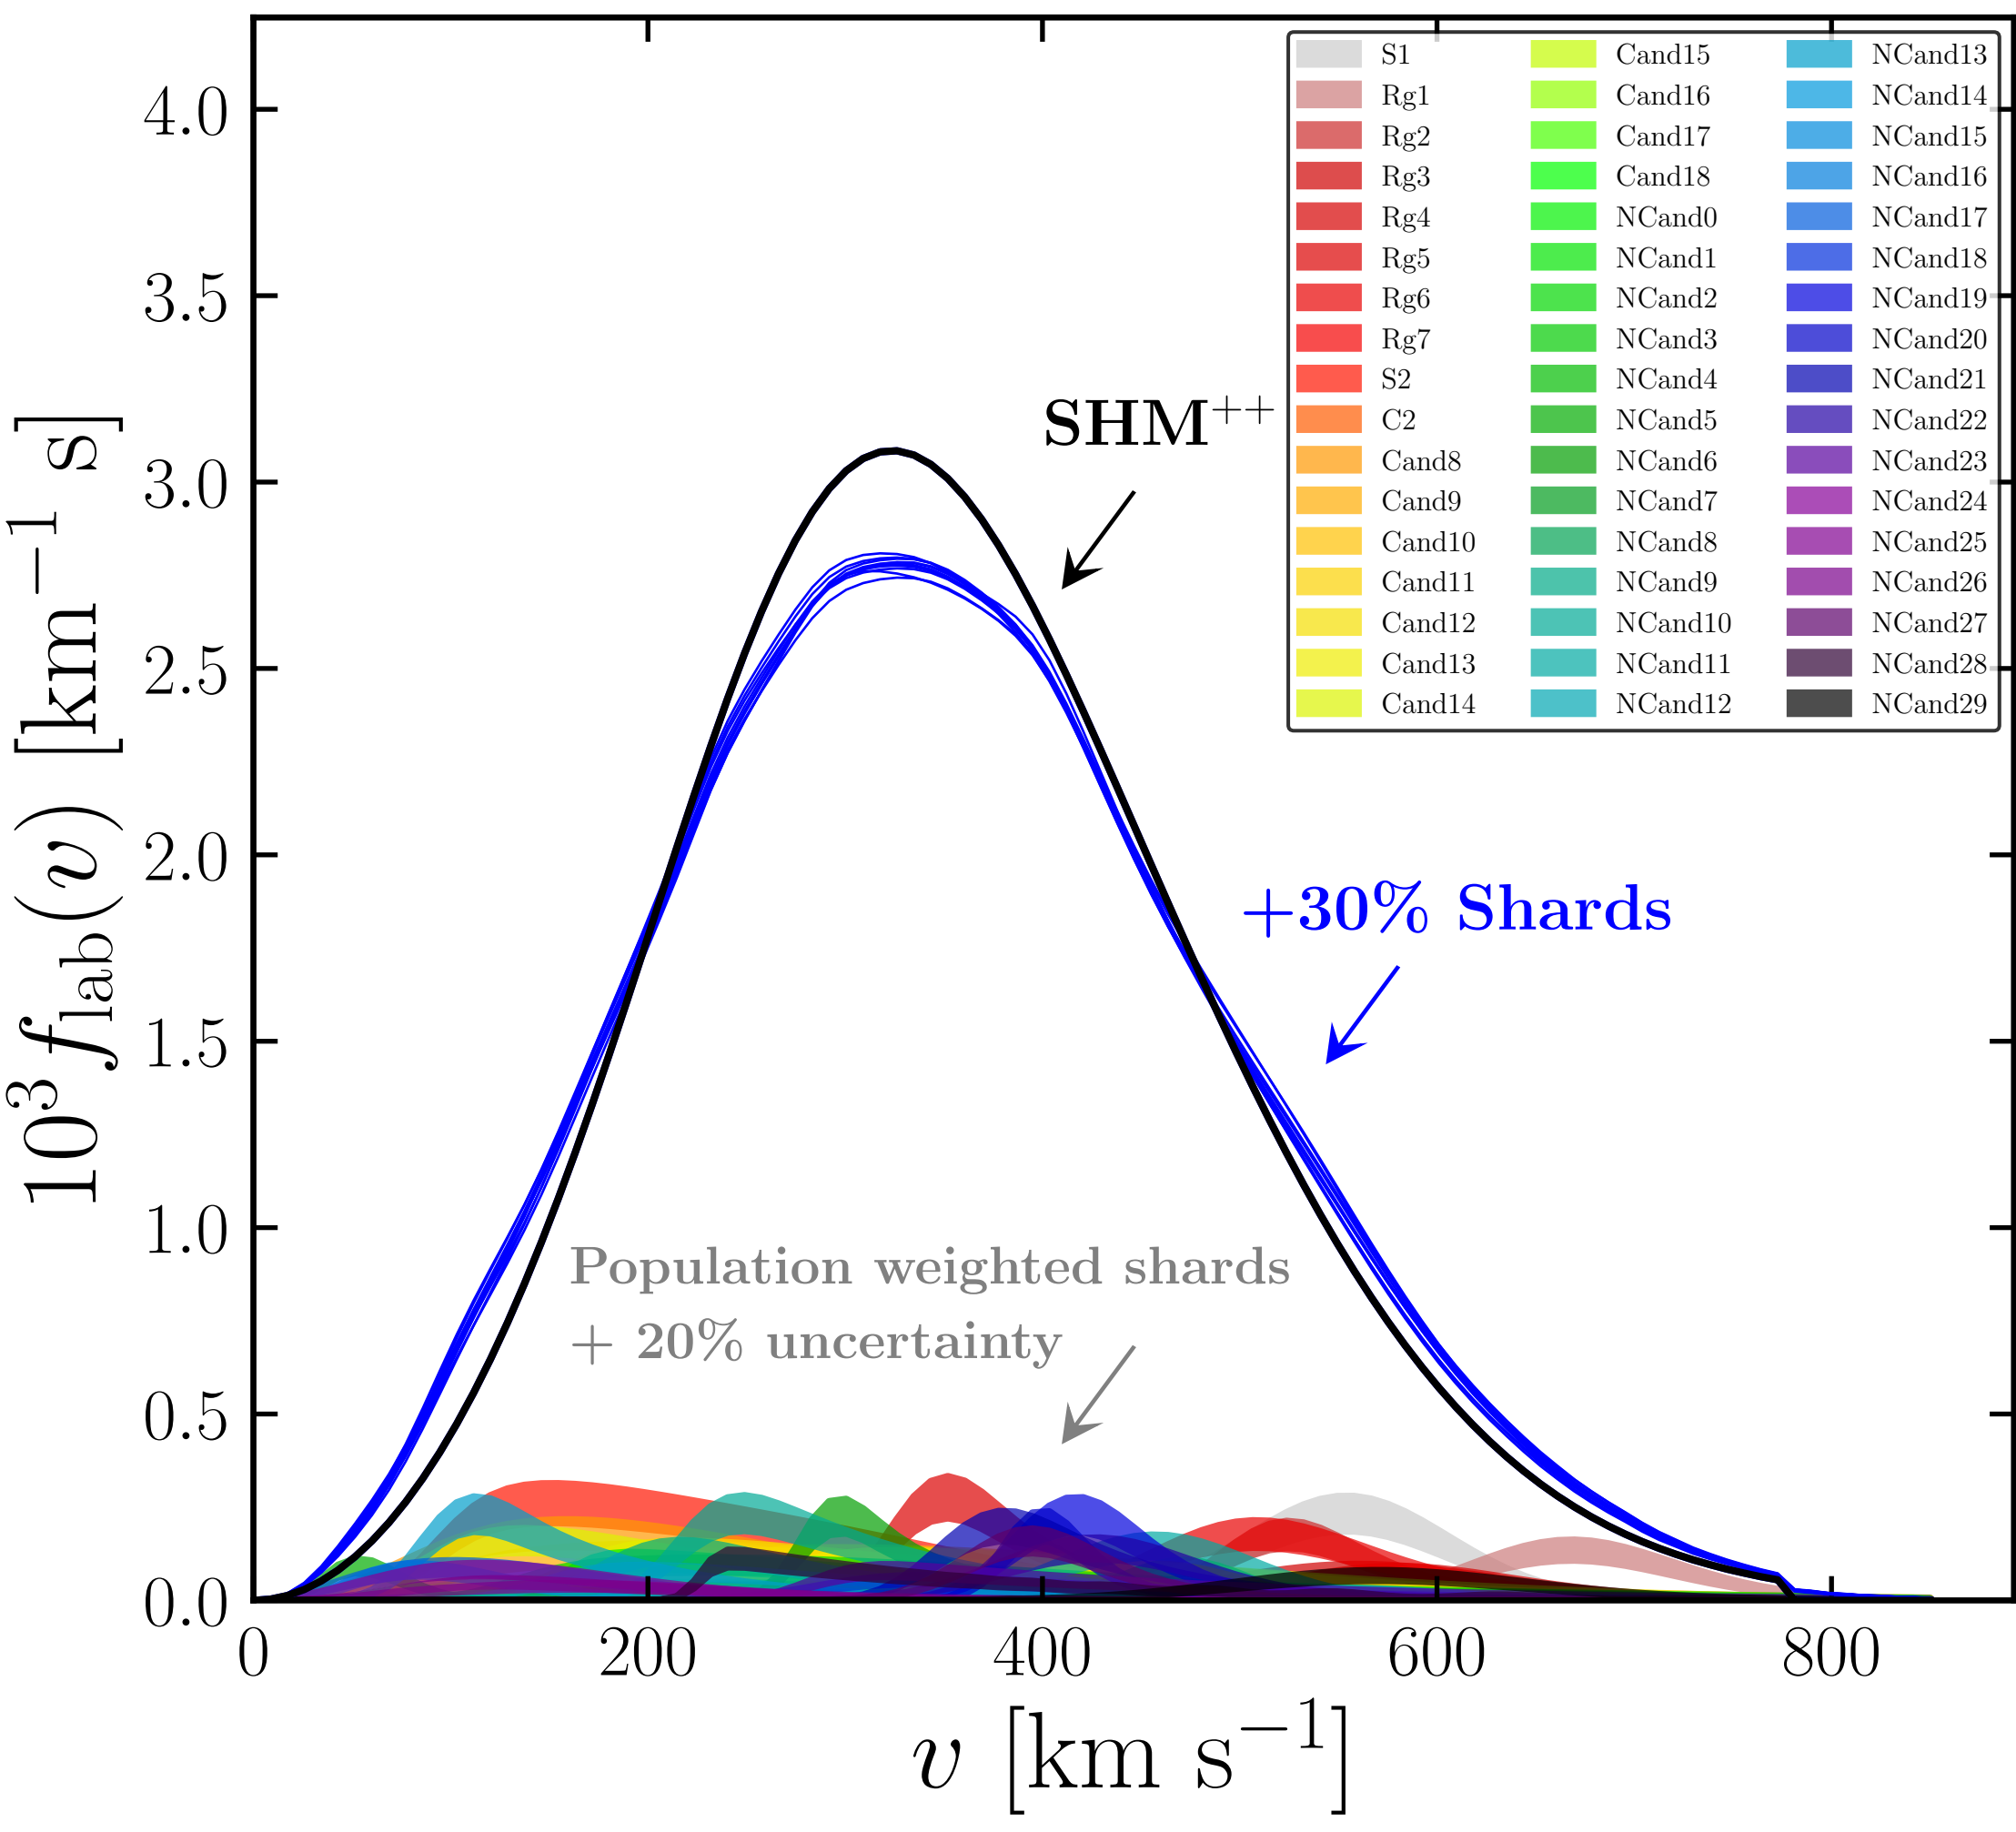 10³f_lab(v) [km⁻¹ s]
4.0
3.5
3.0
2.5
2.0
1.5
1.0
0.5
0.0
0 200 400 600 800
v [km s⁻¹]
SHM⁺⁺
+30% Shards
Population weighted shards
+ 20% uncertainty
S1
Rg1
Rg2
Rg3
Rg4
Rg5
Rg6
Rg7
S2
C2
Cand8
Cand9
Cand10
Cand11
Cand12
Cand13
Cand14
Cand15
Cand16
Cand17
Cand18
NCand0
NCand1
NCand2
NCand3
NCand4
NCand5
NCand6
NCand7
NCand8
NCand9
NCand10
NCand11
NCand12
NCand13
NCand14
NCand15
NCand16
NCand17
NCand18
NCand19
NCand20
NCand21
NCand22
NCand23
NCand24
NCand25
NCand26
NCand27
NCand28
NCand29